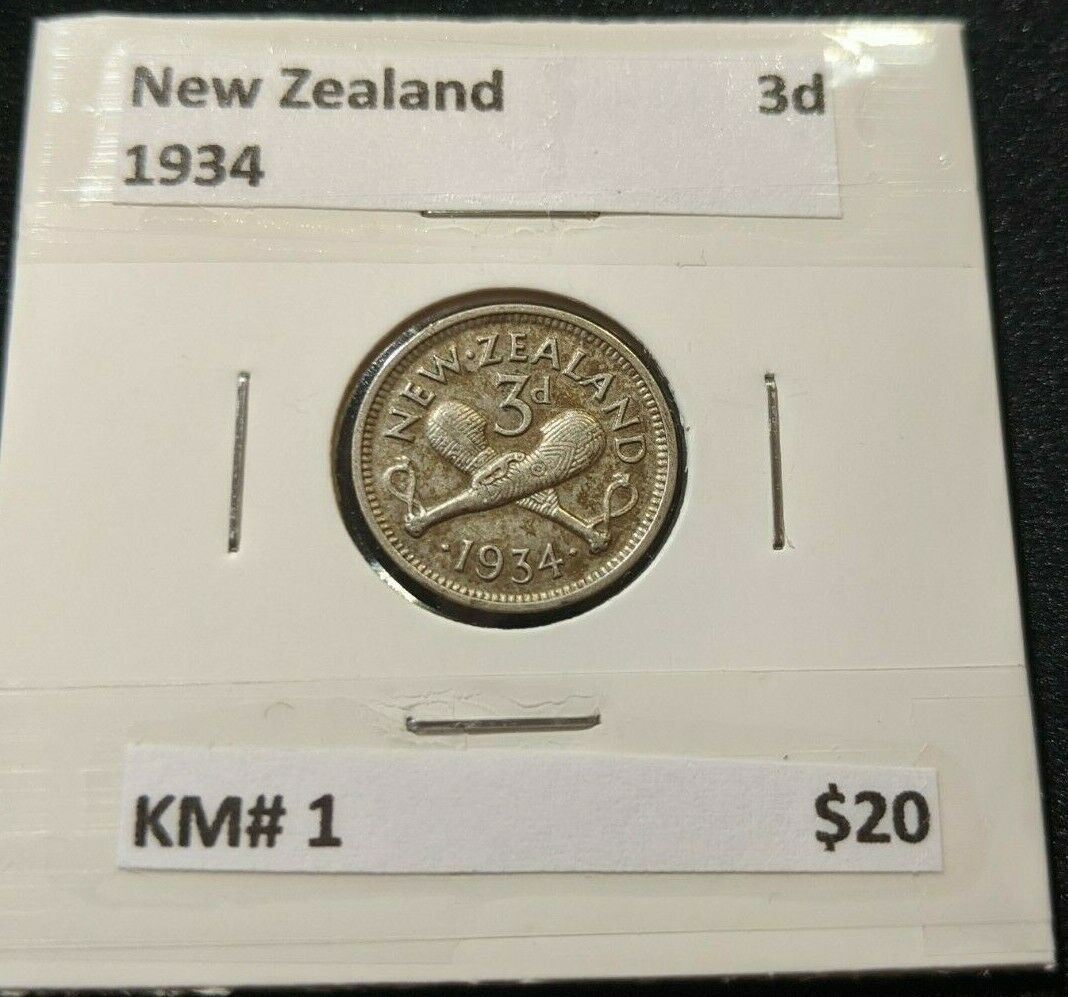 New Zealand 3d
1934
NEW·ZEALAND
3d
·1934·
KM# 1 $20